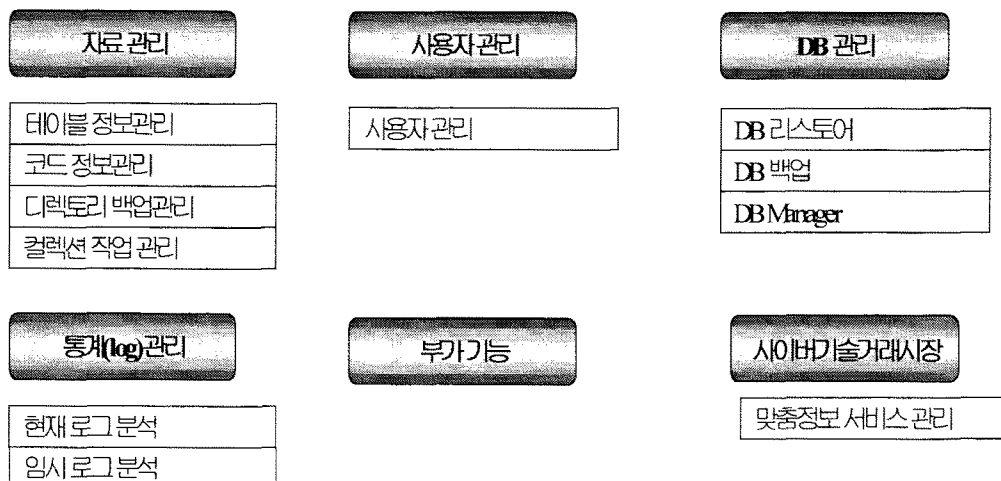 자료 관리
테이블 정보관리
코드 정보관리
디렉토리 백업관리
컬렉션 작업 관리
사용자 관리
사용자 관리
DB 관리
DB 리스토어
DB 백업
DB Manager
통계(log)관리
현재 로그 분석
임시 로그 분석
부가 기능
사이버기술거래시장
맞춤정보 서비스 관리